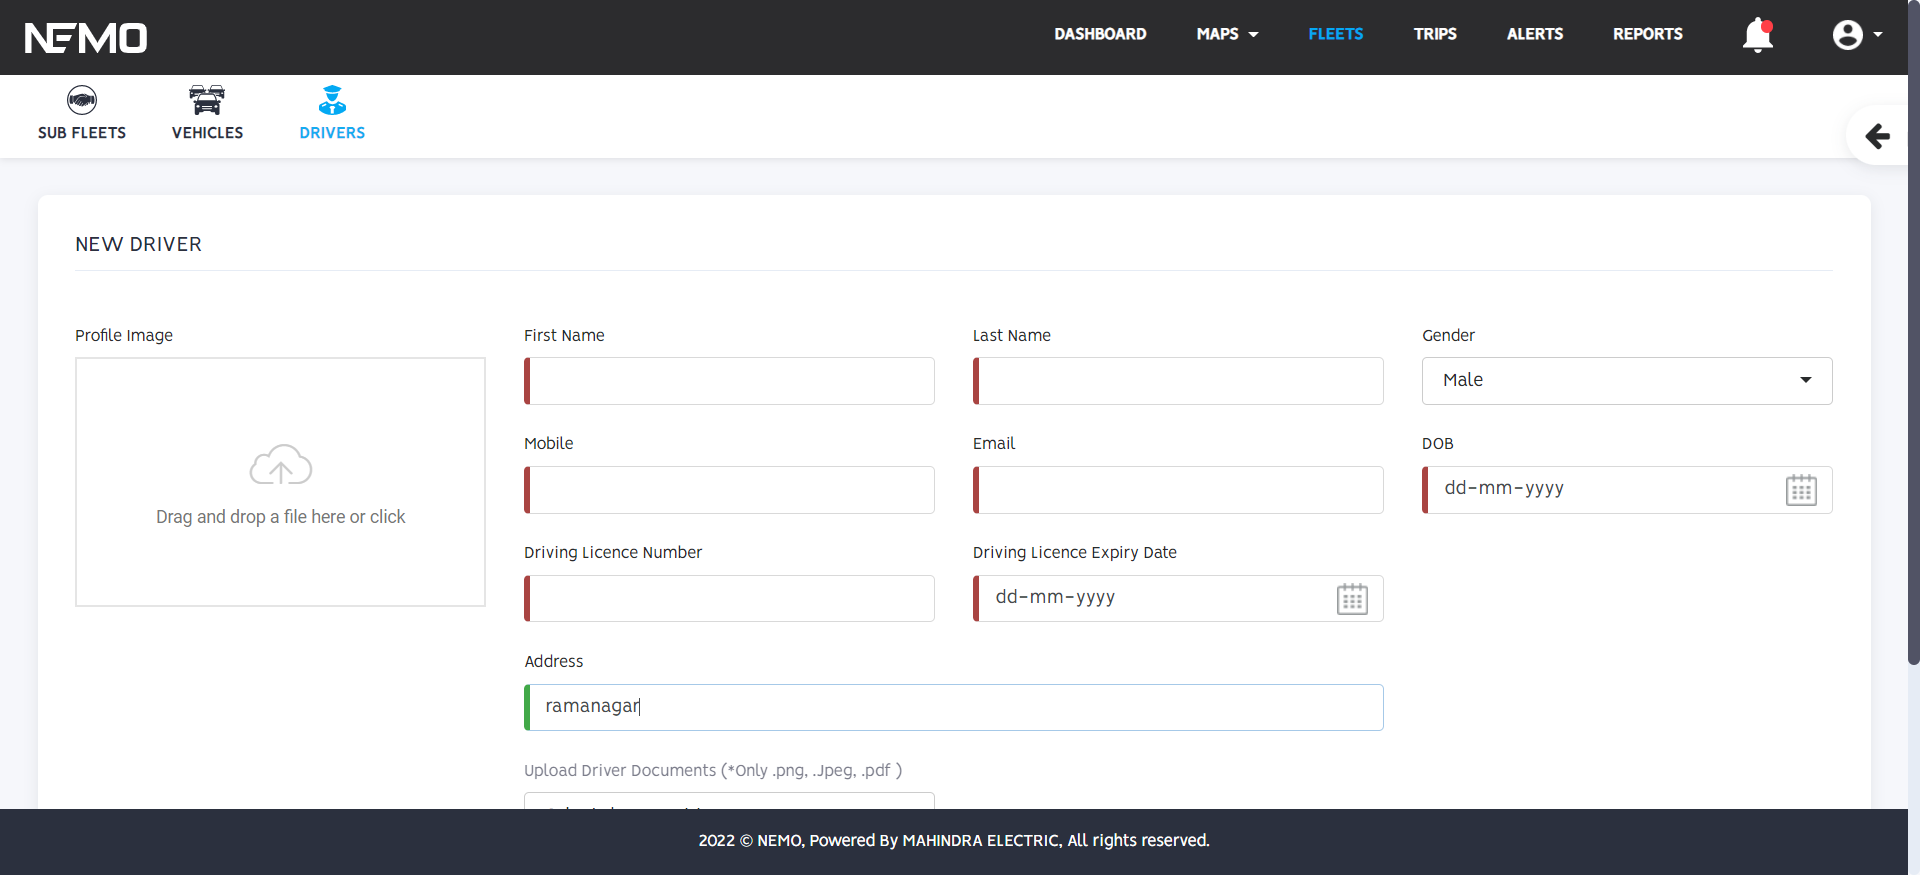 NEMO
DASHBOARD MAPS FLEETS TRIPS ALERTS REPORTS
SUB FLEETS VEHICLES DRIVERS
NEW DRIVER
Profile Image
Drag and drop a file here or click
First Name
Last Name
Gender
Male
Mobile
Email
DOB
dd-mm-yyyy
Driving Licence Number
Driving Licence Expiry Date
dd-mm-yyyy
Address
ramanagar
Upload Driver Documents (*Only .png, .Jpeg, .pdf )
2022 © NEMO, Powered By MAHINDRA ELECTRIC, All rights reserved.